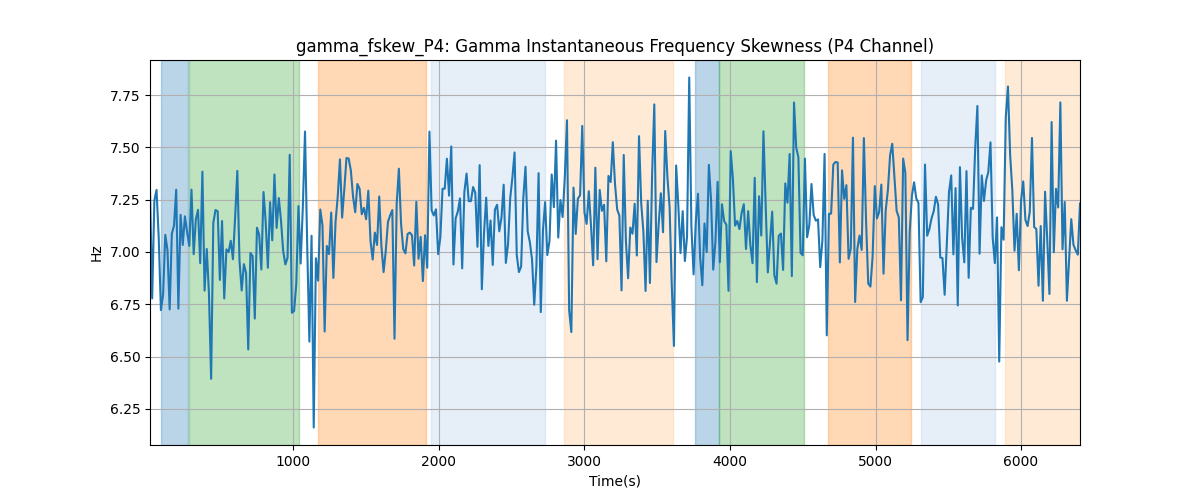 gamma_fskew_P4: Gamma Instantaneous Frequency Skewness (P4 Channel)
7.75
7.50
7.25
7.00
6.75
6.50
6.25
Hz
1000 2000 3000 4000 5000 6000
Time(s)